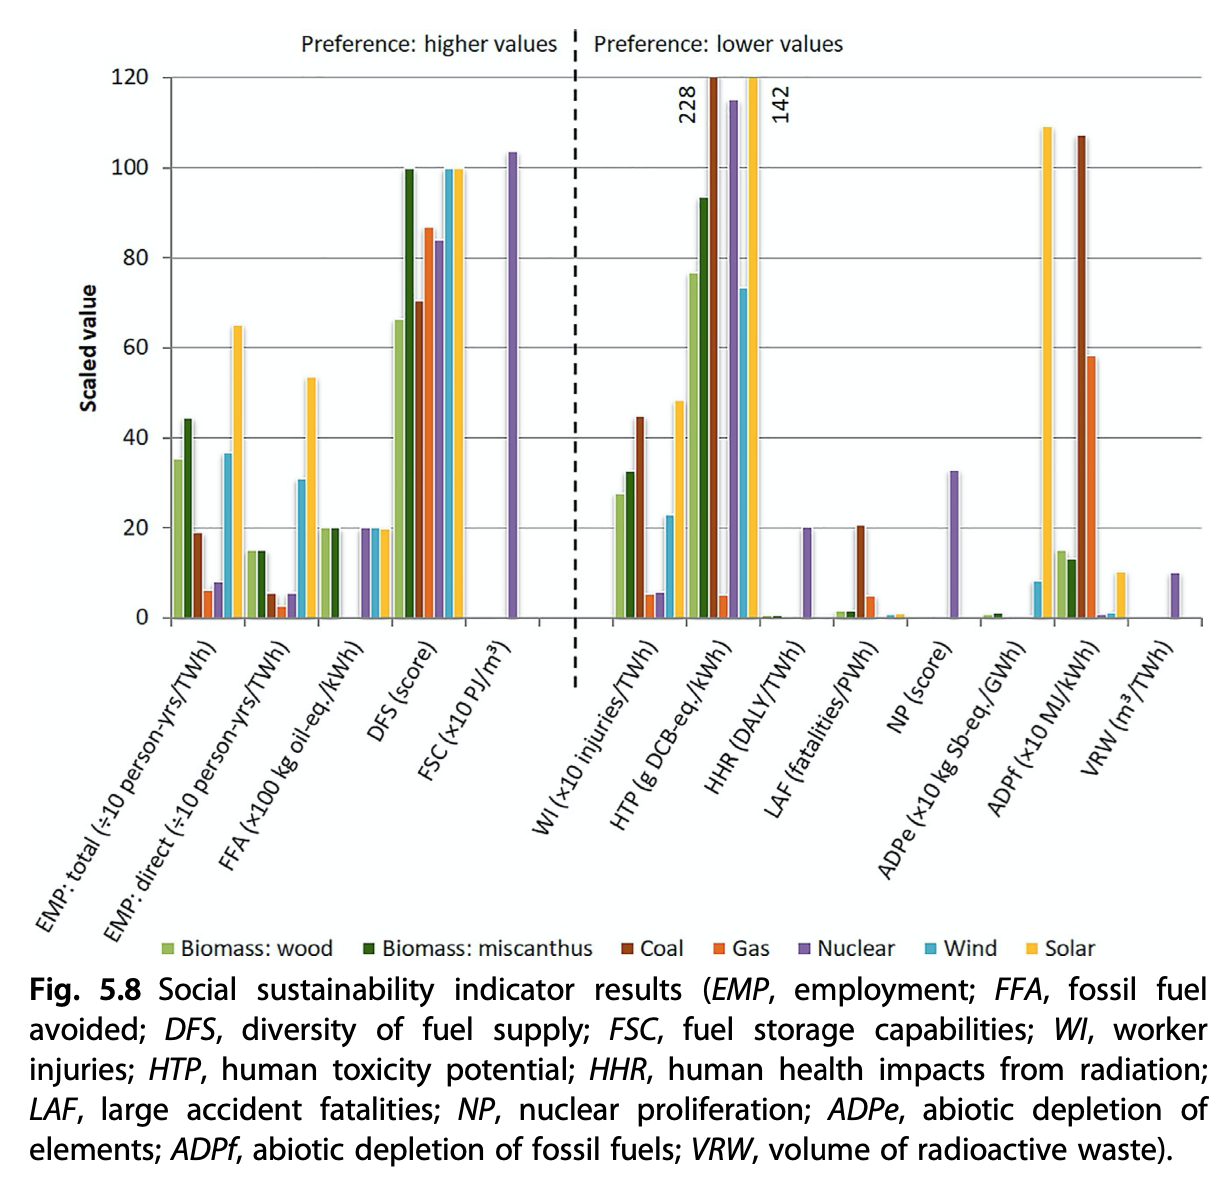 Preference: higher values
Preference: lower values
120
100
80
60
40
20
0
Scaled value
228
142
EMP: total (÷10 person-yrs/TWh)
EMP: direct (÷10 person-yrs/TWh)
FFA (×100 kg oil-eq./kWh)
DFS (score)
FSC (×10 PJ/m³)
WI (×10 injuries/TWh)
HTP (g DCB-eq./kWh)
HHR (DALY/TWh)
LAF (fatalities/PWh)
NP (score)
ADPe (×10 kg Sb-eq./GWh)
ADPf (×10 MJ/kWh)
VRW (m³/TWh)
Biomass: wood
Biomass: miscanthus
Coal
Gas
Nuclear
Wind
Solar
Fig. 5.8 Social sustainability indicator results (EMP, employment; FFA, fossil fuel
avoided; DFS, diversity of fuel supply; FSC, fuel storage capabilities; WI, worker
injuries; HTP, human toxicity potential; HHR, human health impacts from radiation;
LAF, large accident fatalities; NP, nuclear proliferation; ADPe, abiotic depletion of
elements; ADPf, abiotic depletion of fossil fuels; VRW, volume of radioactive waste).